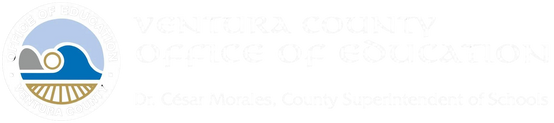 VENTURA COUNTY
OFFICE OF EDUCATION
Dr. César Morales, County Superintendent of Schools